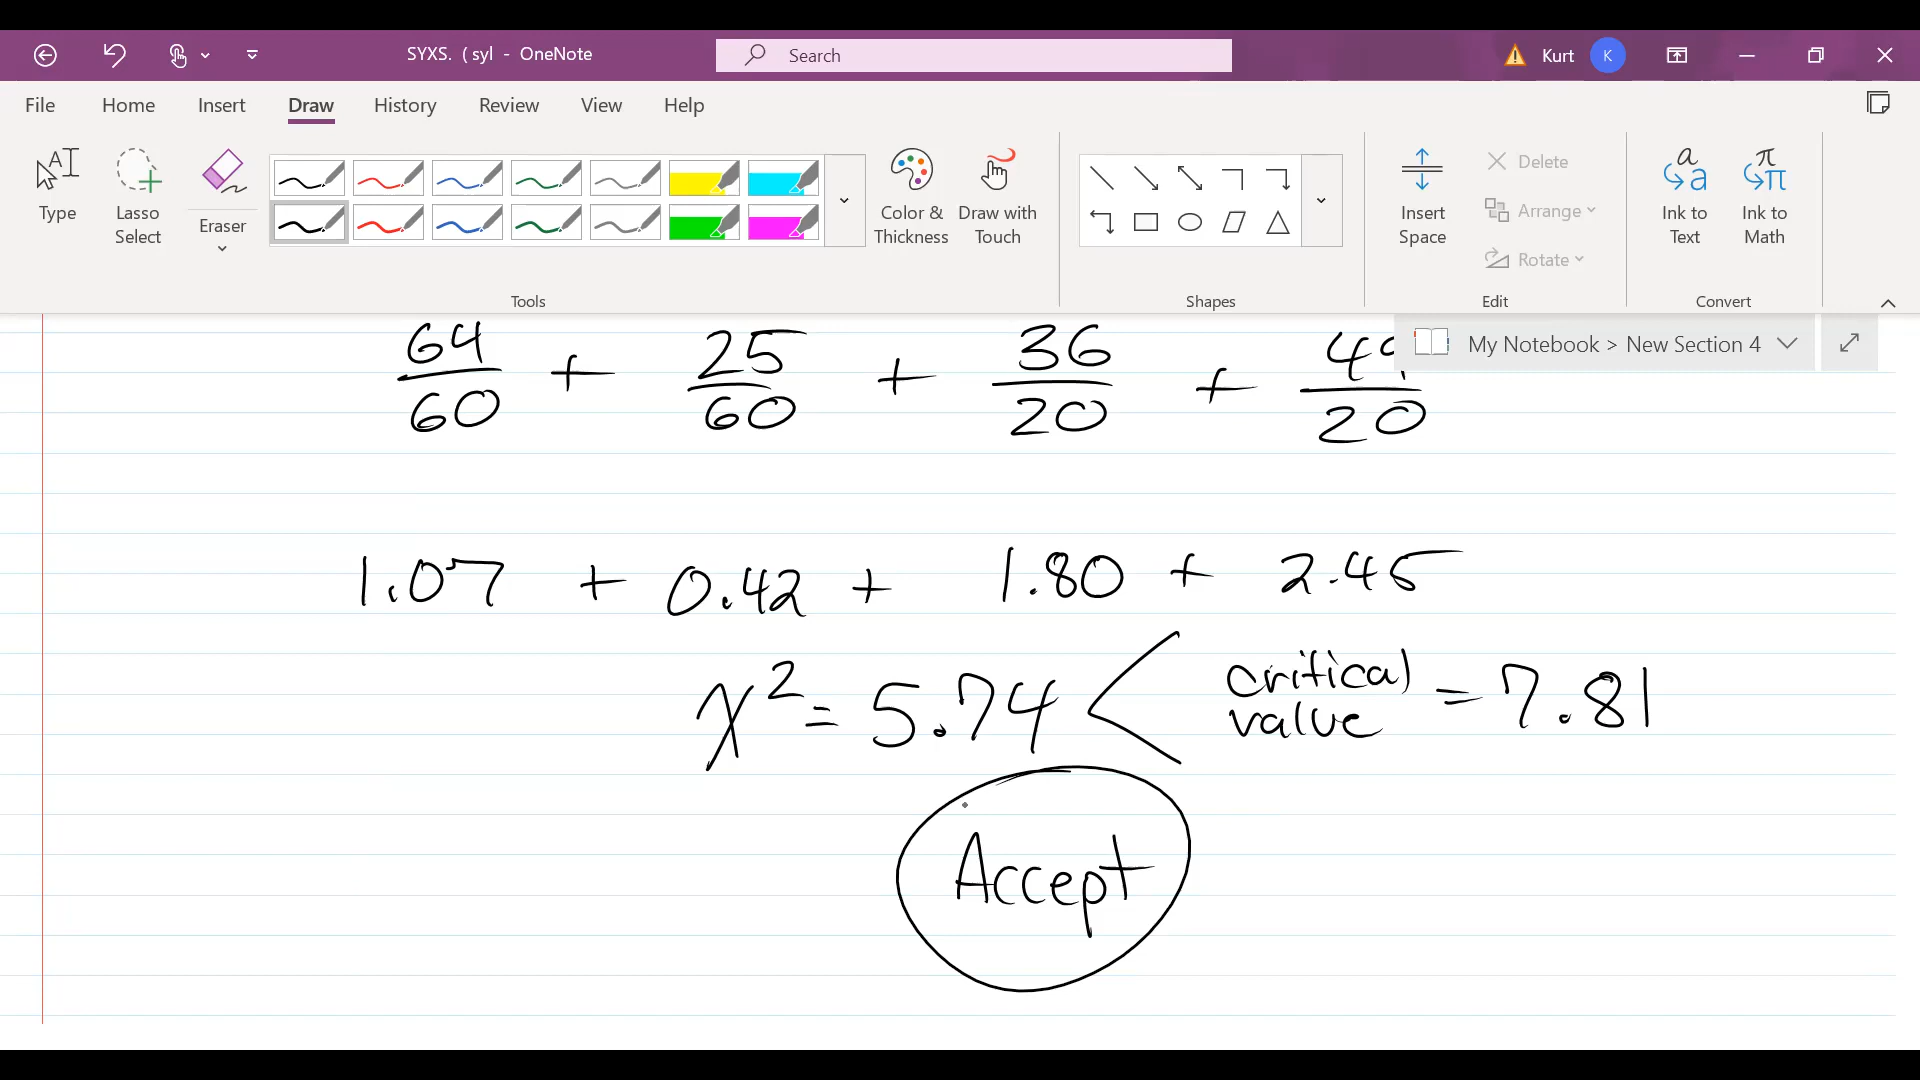 SYXS. ( syl - OneNote
Search
Kurt K
File Home Insert Draw History Review View Help
Type
Lasso Select
Eraser
Color & Thickness
Draw with Touch
Insert Space
Delete
Arrange
Rotate
Ink to Text
Ink to Math
Tools Shapes Edit Convert
My Notebook > New Section 4
64/60 + 25/60 + 36/20 + 49/20
1.07 + 0.42 + 1.80 + 2.45
χ² = 5.74 < critical value = 7.81
Accept